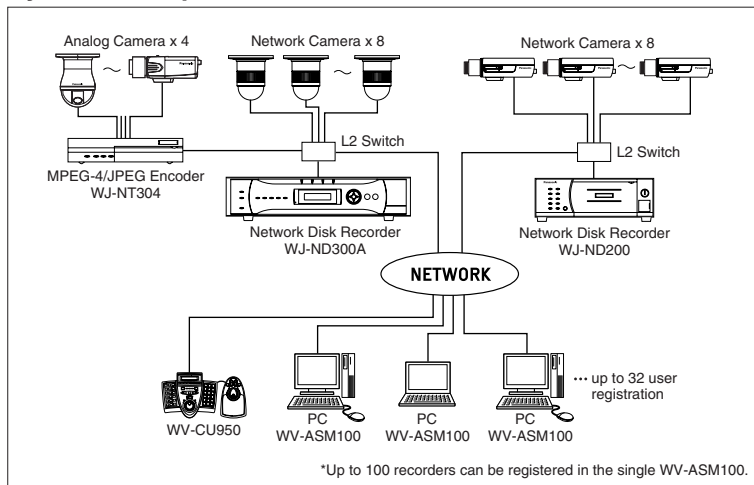 Analog Camera x 4
Network Camera x 8
Network Camera x 8
L2 Switch
L2 Switch
MPEG-4/JPEG Encoder
WJ-NT304
Network Disk Recorder
WJ-ND300A
Network Disk Recorder
WJ-ND200
NETWORK
WV-CU950
PC
WV-ASM100
PC
WV-ASM100
PC
WV-ASM100
··· up to 32 user
registration
*Up to 100 recorders can be registered in the single WV-ASM100.